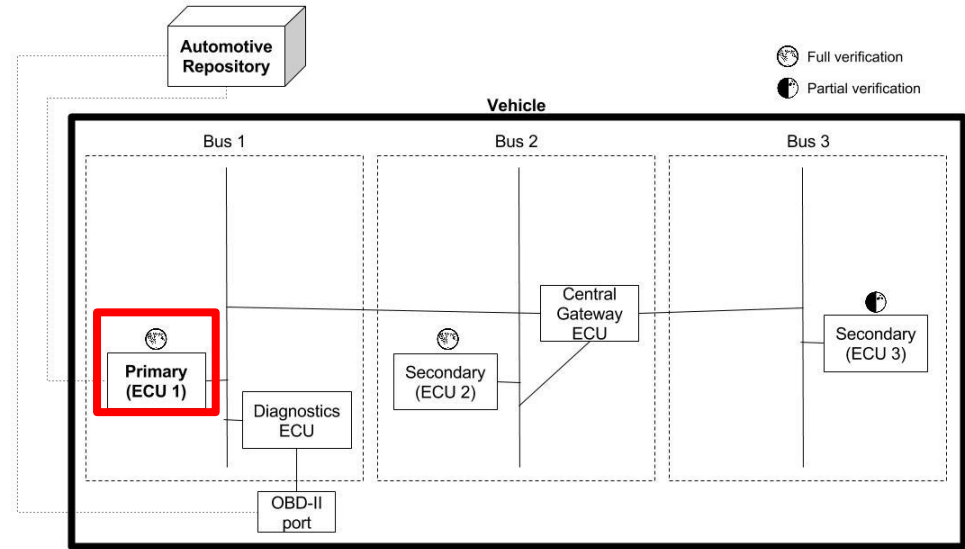 Automotive
Repository
Full verification
Partial verification
Vehicle
Bus 1
Bus 2
Bus 3
Central
Gateway
ECU
Primary
(ECU 1)
Secondary
(ECU 2)
Secondary
(ECU 3)
Diagnostics
ECU
OBD-II
port